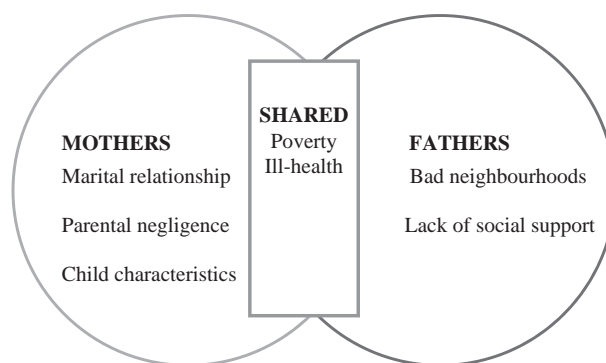 SHARED
Poverty
Ill-health
MOTHERS
Marital relationship
Parental negligence
Child characteristics
FATHERS
Bad neighbourhoods
Lack of social support